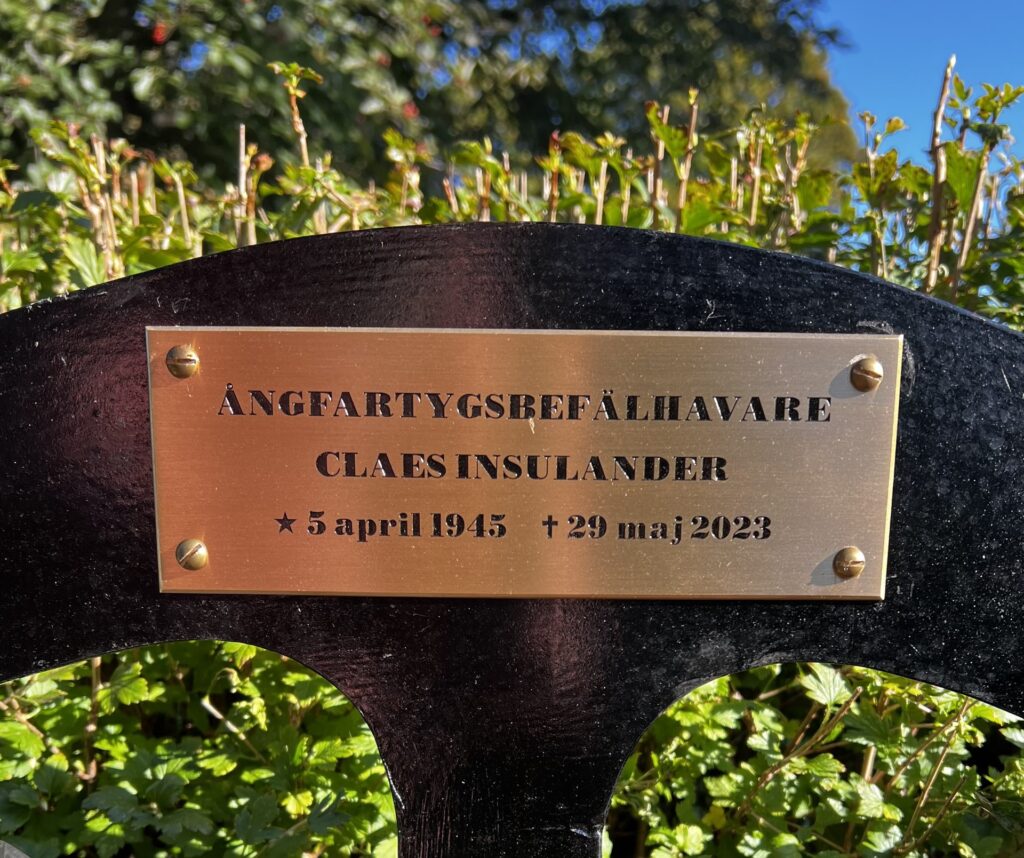 ÅNGFARTYGSBEFÄLHAVARE
CLAES INSULANDER
★ 5 april 1945 ✝ 29 maj 2023